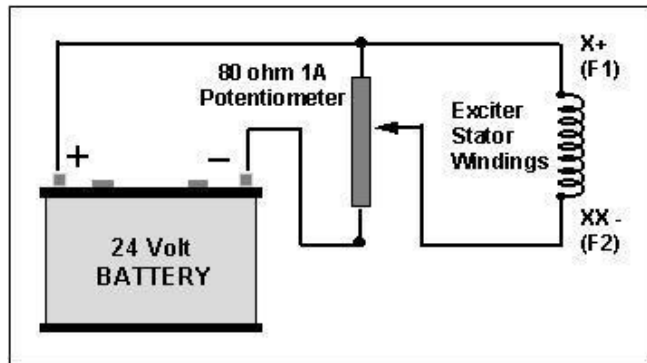 X+
(F1)
80 ohm 1A
Potentiometer
Exciter
Stator
Windings
+
–
XX -
(F2)
24 Volt
BATTERY